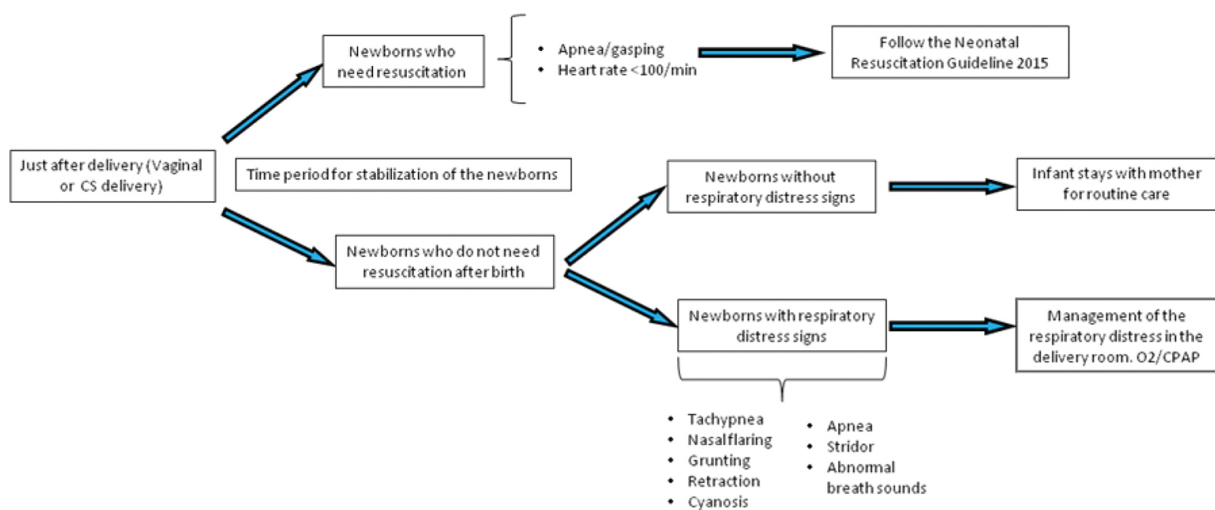 Newborns who
need resuscitation
Apnea/gasping
Heart rate <100/min
Follow the Neonatal
Resuscitation Guideline 2015
Just after delivery (Vaginal
or CS delivery)
Time period for stabilization of the newborns
Newborns without
respiratory distress signs
Infant stays with mother
for routine care
Newborns who do not need
resuscitation after birth
Newborns with respiratory
distress signs
Management of the
respiratory distress in the
delivery room. O2/CPAP
Tachypnea
Nasal flaring
Grunting
Retraction
Cyanosis
Apnea
Stridor
Abnormal
breath sounds